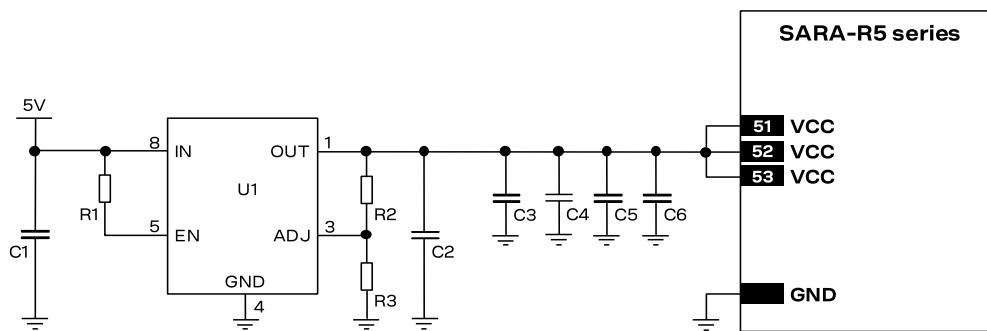 SARA-R5 series
5V
51 VCC
8 IN OUT 1
52 VCC
53 VCC
U1
R1 R2 C3 C4 C5 C6
5 EN ADJ 3
C1 C2
GND
4 R3
GND